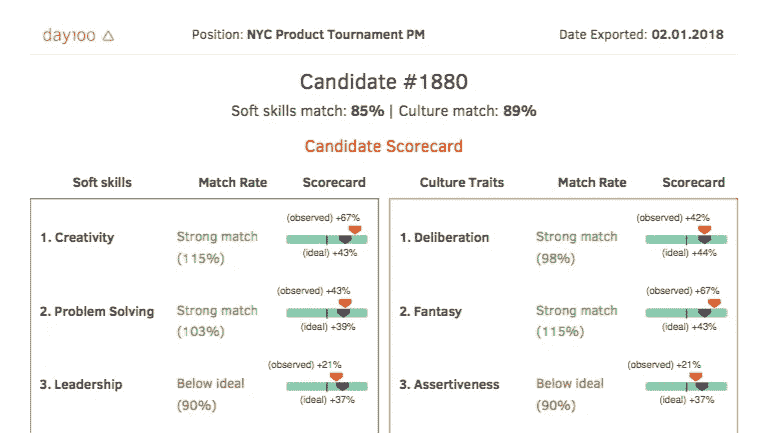 day100
Position: NYC Product Tournament PM
Date Exported: 02.01.2018
Candidate #1880
Soft skills match: 85% | Culture match: 89%
Candidate Scorecard
Soft skills Match Rate Scorecard
1. Creativity
Strong match
(115%)
(observed) +67%
(ideal) +43%
2. Problem Solving
Strong match
(103%)
(observed) +43%
(ideal) +39%
3. Leadership
Below ideal
(90%)
(observed) +21%
(ideal) +37%
Culture Traits Match Rate Scorecard
1. Deliberation
Strong match
(98%)
(observed) +42%
(ideal) +44%
2. Fantasy
Strong match
(115%)
(observed) +67%
(ideal) +43%
3. Assertiveness
Below ideal
(90%)
(observed) +21%
(ideal) +37%